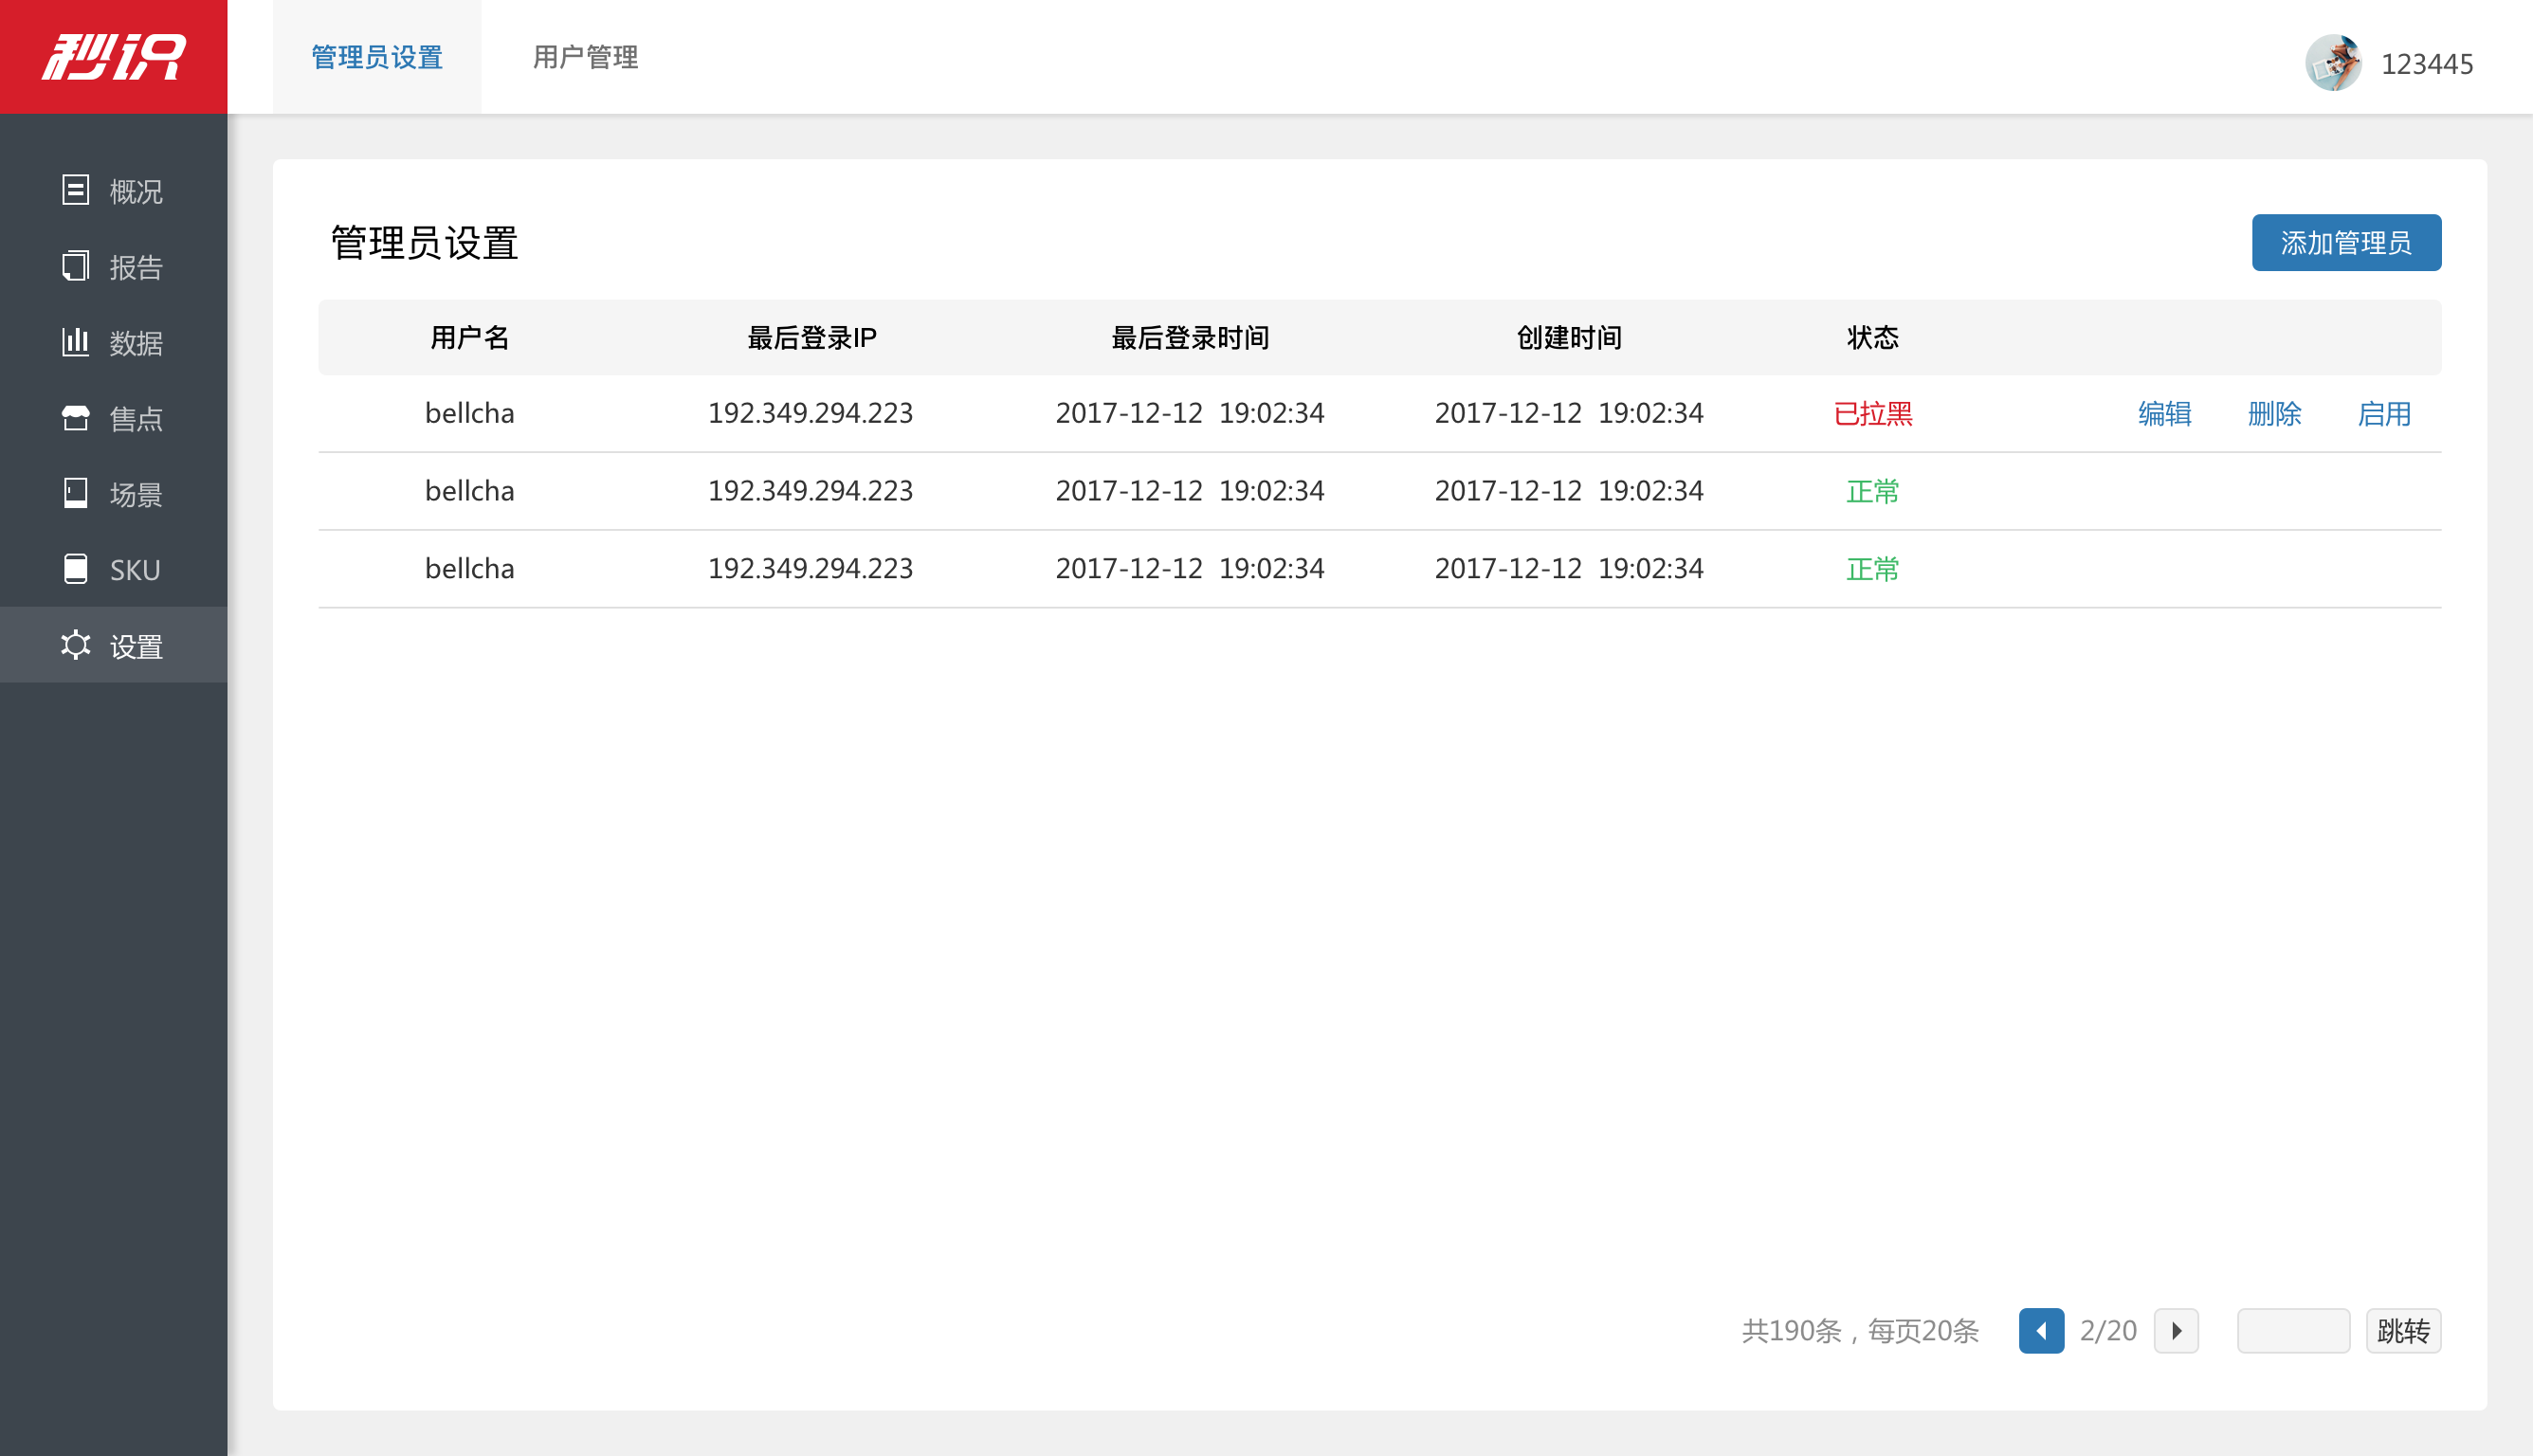 秒识
管理员设置 用户管理
123445
概况
报告
数据
售点
场景
SKU
设置
管理员设置
添加管理员
用户名 最后登录IP 最后登录时间 创建时间 状态
bellcha 192.349.294.223 2017-12-12 19:02:34 2017-12-12 19:02:34 已拉黑 编辑 删除 启用
bellcha 192.349.294.223 2017-12-12 19:02:34 2017-12-12 19:02:34 正常
bellcha 192.349.294.223 2017-12-12 19:02:34 2017-12-12 19:02:34 正常
共190条，每页20条 2/20 跳转